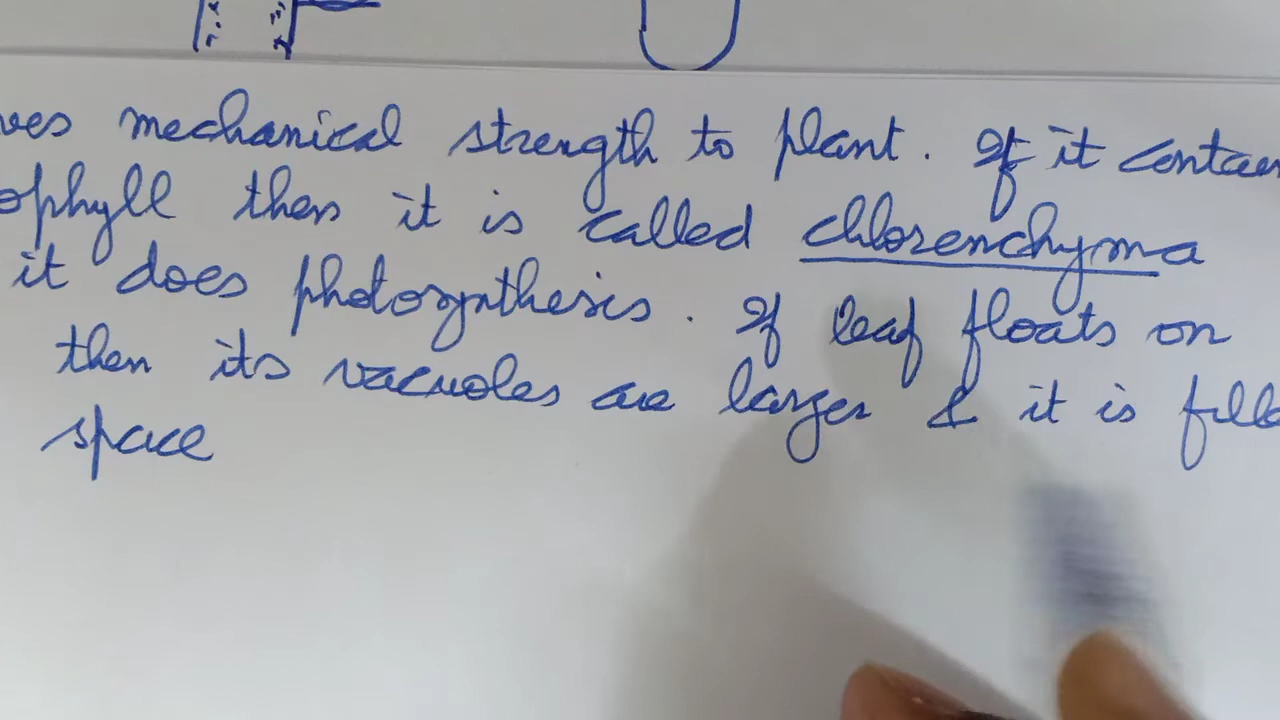 ves mechanical strength to plant. If it contain
ophyll then it is called chlorenchyma
it does photosynthesis. If leaf floats on
then its vacuoles are larger & it is fille
space